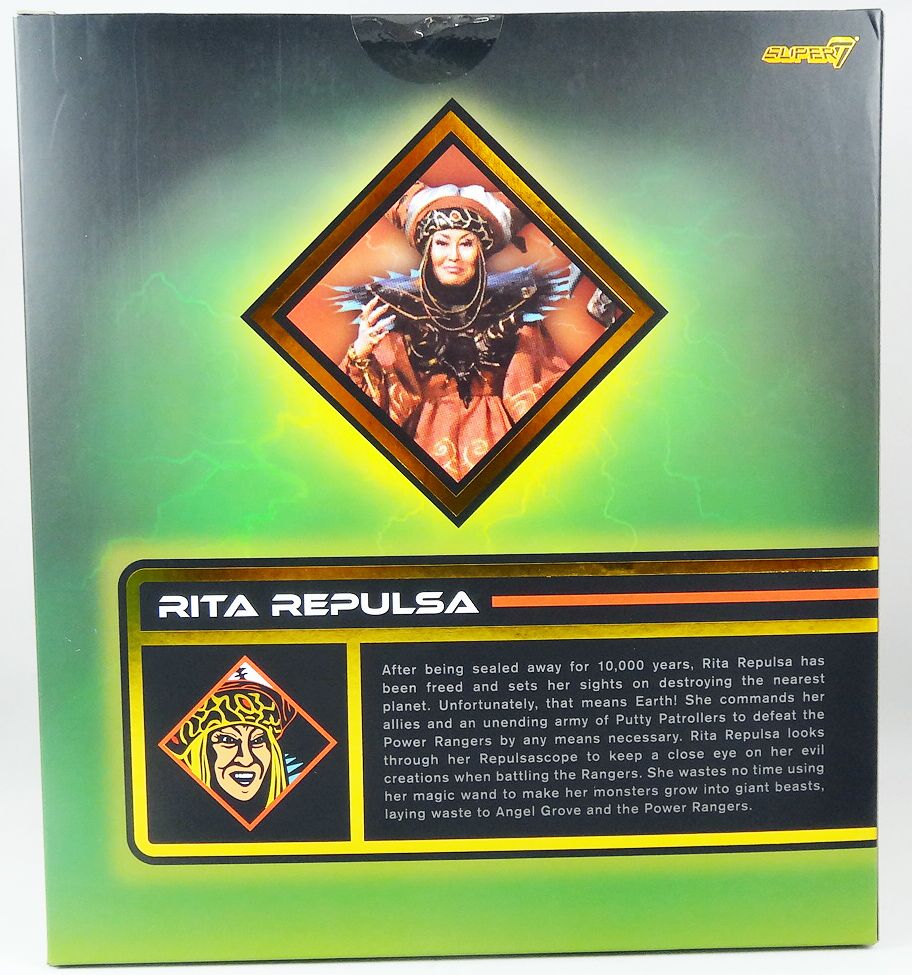 SUPER7
RITA REPULSA
After being sealed away for 10,000 years, Rita Repulsa has
been freed and sets her sights on destroying the nearest
planet. Unfortunately, that means Earth! She commands her
allies and an unending army of Putty Patrollers to defeat the
Power Rangers by any means necessary. Rita Repulsa looks
through her Repulsascope to keep a close eye on her evil
creations when battling the Rangers. She wastes no time using
her magic wand to make her monsters grow into giant beasts,
laying waste to Angel Grove and the Power Rangers.